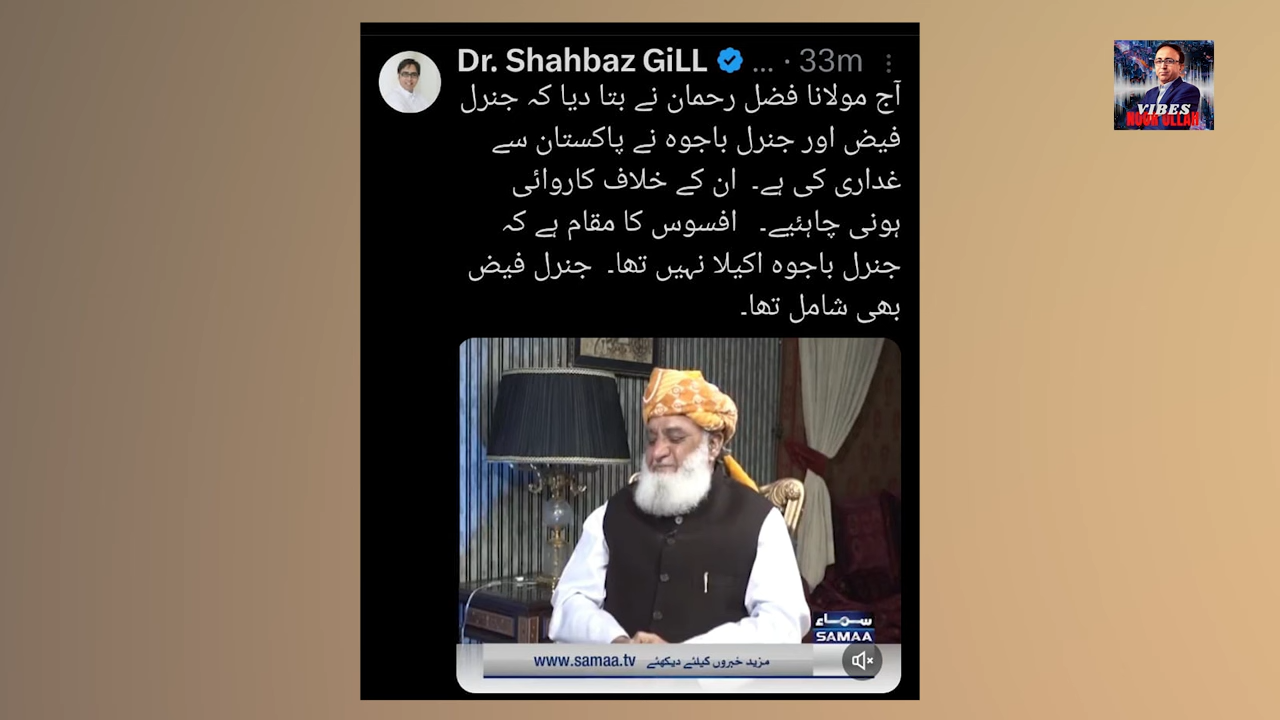 Dr. Shahbaz GiLL ... · 33m
آج مولانا فضل رحمان نے بتا دیا کہ جنرل
فیض اور جنرل باجوہ نے پاکستان سے
غداری کی ہے۔ ان کے خلاف کاروائی
ہونی چاہئیے۔ افسوس کا مقام ہے کہ
جنرل باجوہ اکیلا نہیں تھا۔ جنرل فیض
بھی شامل تھا۔
VIBES
NOOR ULLAH
سماء
SAMAA
www.samaa.tv مزید خبروں کیلئے دیکھئے